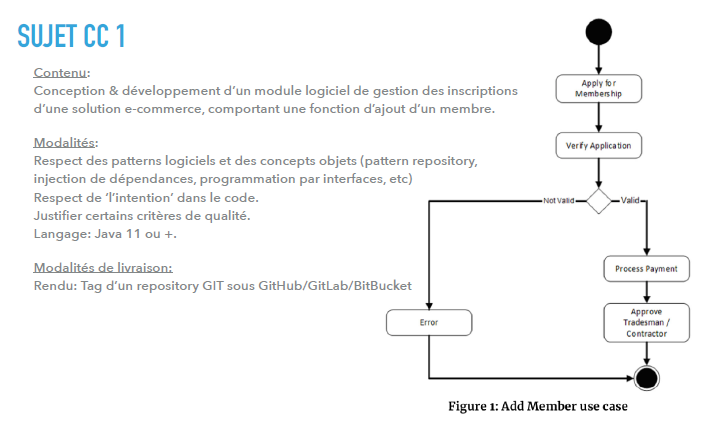 SUJET CC 1
Contenu:
Conception & développement d’un module logiciel de gestion des inscriptions
d’une solution e-commerce, comportant une fonction d’ajout d’un membre.
Modalités:
Respect des patterns logiciels et des concepts objets (pattern repository,
injection de dépendances, programmation par interfaces, etc)
Respect de ‘l’intention’ dans le code.
Justifier certains critères de qualité.
Langage: Java 11 ou +.
Modalités de livraison:
Rendu: Tag d’un repository GIT sous GitHub/GitLab/BitBucket
Apply for
Membership
Verify Application
Not Valid
Valid
Process Payment
Approve
Tradesman /
Contractor
Error
Figure 1: Add Member use case